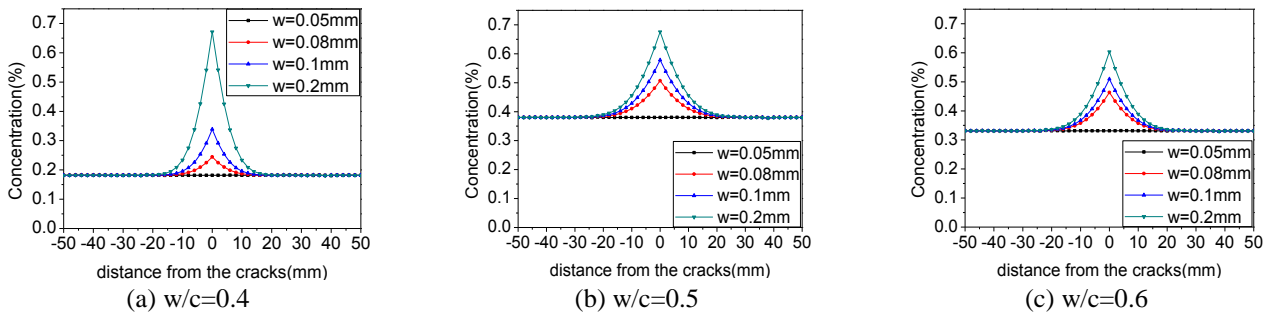 Concentration(%)
0.7
0.6
0.5
0.4
0.3
0.2
0.1
0.0
w=0.05mm
w=0.08mm
w=0.1mm
w=0.2mm
-50 -40 -30 -20 -10 0 10 20 30 40 50
distance from the cracks(mm)
(a) w/c=0.4
Concentration(%)
0.7
0.6
0.5
0.4
0.3
0.2
0.1
0.0
w=0.05mm
w=0.08mm
w=0.1mm
w=0.2mm
-50 -40 -30 -20 -10 0 10 20 30 40 50
distance from the cracks(mm)
(b) w/c=0.5
Concentration(%)
0.7
0.6
0.5
0.4
0.3
0.2
0.1
0.0
w=0.05mm
w=0.08mm
w=0.1mm
w=0.2mm
-50 -40 -30 -20 -10 0 10 20 30 40 50
distance from the cracks(mm)
(c) w/c=0.6